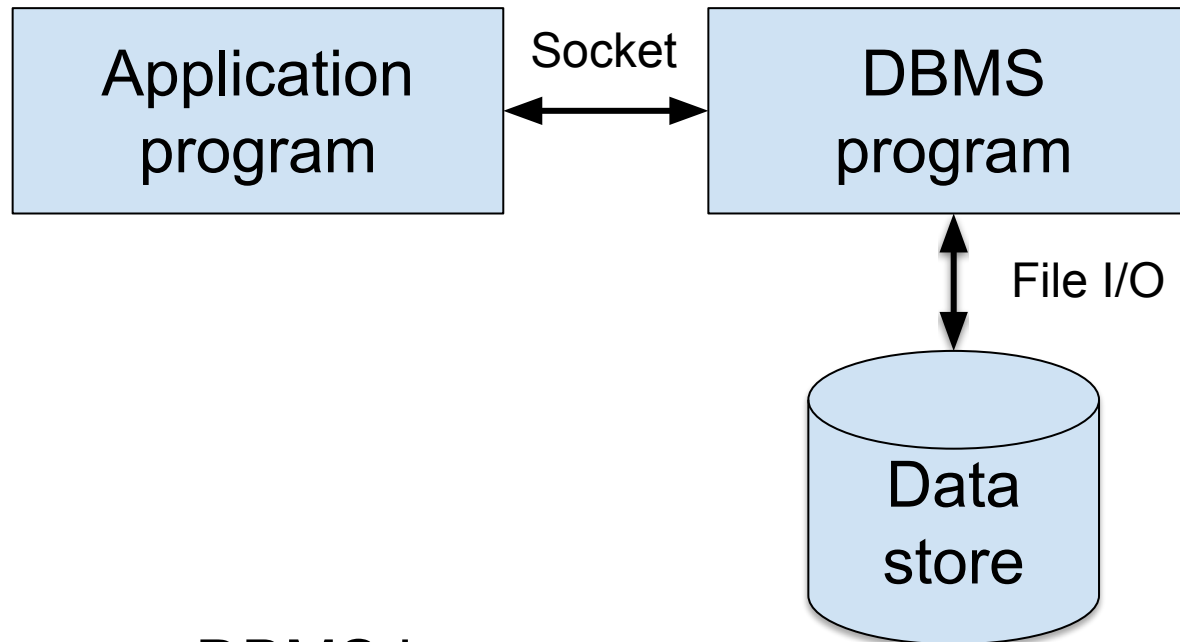 Application
program
Socket
DBMS
program
File I/O
Data
store